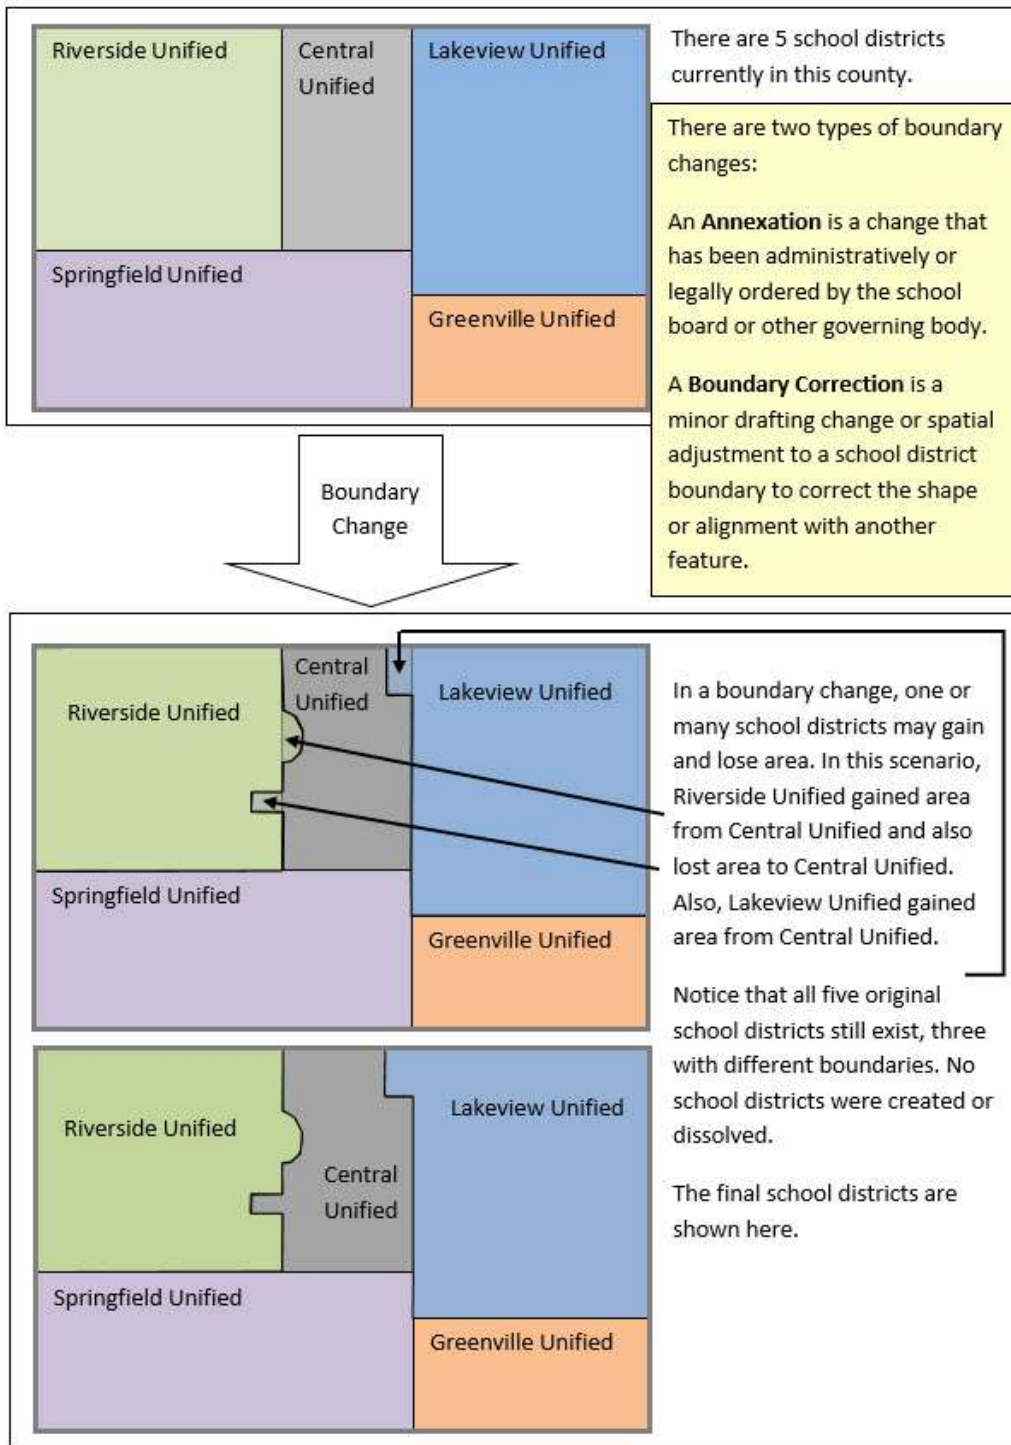 Riverside Unified
Central
Unified
Lakeview Unified
Springfield Unified
Greenville Unified
There are 5 school districts
currently in this county.
There are two types of boundary
changes:
An Annexation is a change that
has been administratively or
legally ordered by the school
board or other governing body.
A Boundary Correction is a
minor drafting change or spatial
adjustment to a school district
boundary to correct the shape
or alignment with another
feature.
Boundary
Change
Riverside Unified
Central
Unified
Lakeview Unified
Springfield Unified
Greenville Unified
In a boundary change, one or
many school districts may gain
and lose area. In this scenario,
Riverside Unified gained area
from Central Unified and also
lost area to Central Unified.
Also, Lakeview Unified gained
area from Central Unified.
Notice that all five original
school districts still exist, three
with different boundaries. No
school districts were created or
dissolved.
The final school districts are
shown here.
Riverside Unified
Central
Unified
Lakeview Unified
Springfield Unified
Greenville Unified